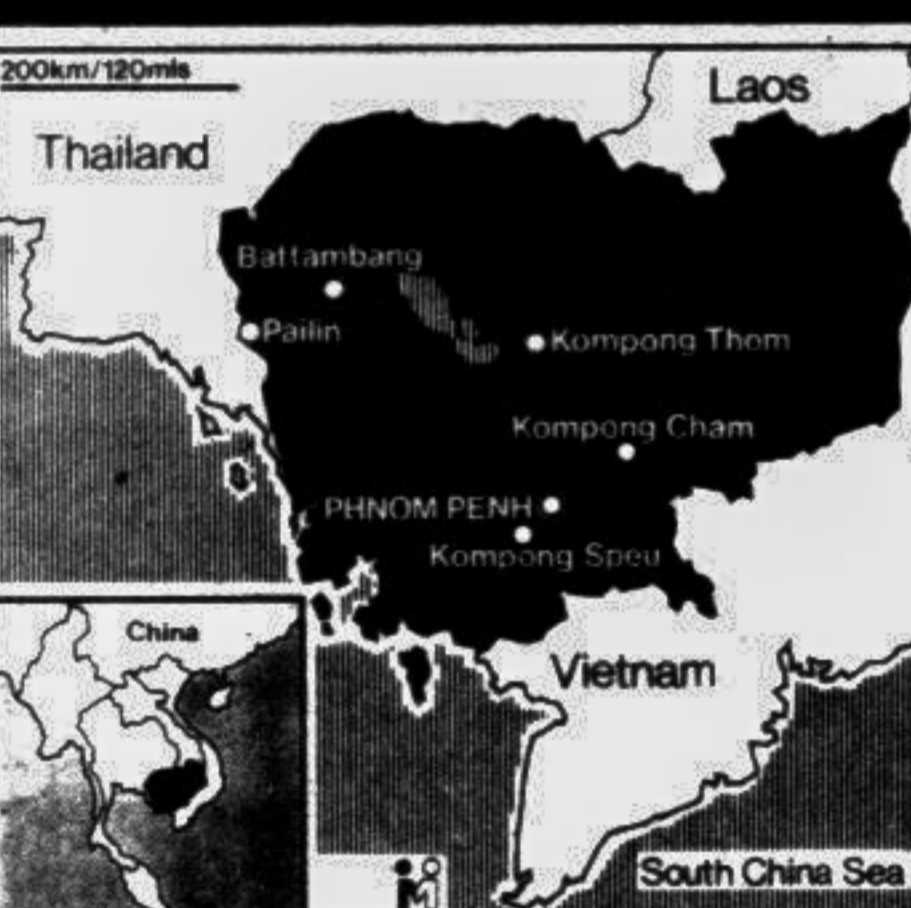 200km/120mls
Laos
Thailand
Battambang
Pailin
Kompong Thom
Kompong Cham
PHNOM PENH
Kompong Speu
China
Vietnam
South China Sea